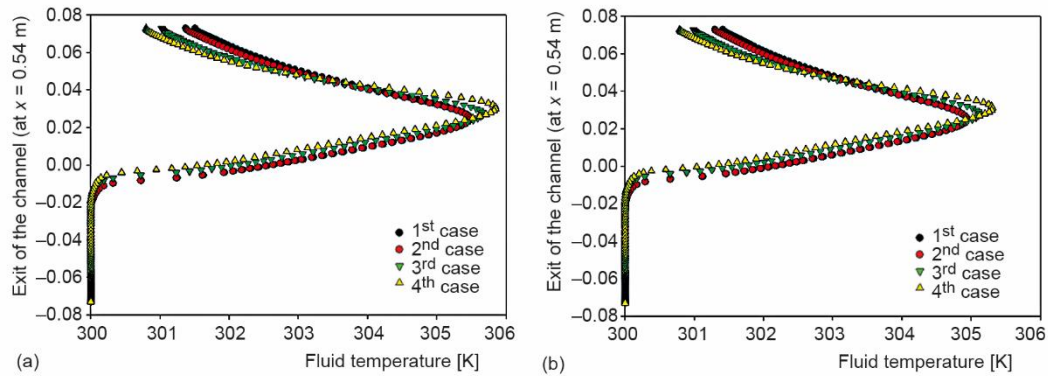 Exit of the channel (at x = 0.54 m)
0.08
0.06
0.04
0.02
0.00
–0.02
–0.04
–0.06
–0.08
1st case
2nd case
3rd case
4th case
300 301 302 303 304 305 306
(a) Fluid temperature [K]
Exit of the channel (at x = 0.54 m)
0.08
0.06
0.04
0.02
0.00
–0.02
–0.04
–0.06
–0.08
1st case
2nd case
3rd case
4th case
300 301 302 303 304 305 306
(b) Fluid temperature [K]